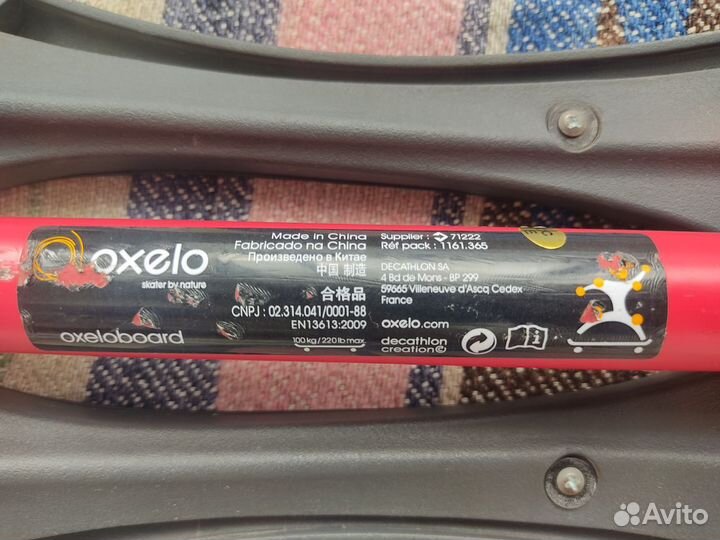 oxelo
skater by nature
oxeloboard
Made in China
Fabricado na China
Произведено в Китае
中国 制造
合格品
CNPJ : 02.314.041/0001-88
EN13613:2009
100kg / 220 lb max
Supplier : 71222
Réf pack : 1161.365
DECATHLON SA
4 Bd de Mons - BP 299
59665 Villeneuve d'Ascq Cedex
France
oxelo.com
decathlon
creation©
Avito